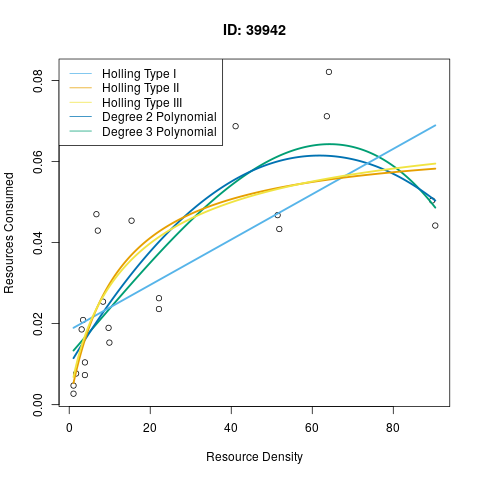 ID: 39942
Holling Type I
Holling Type II
Holling Type III
Degree 2 Polynomial
Degree 3 Polynomial
Resources Consumed
0.00
0.02
0.04
0.06
0.08
0
20
40
60
80
Resource Density